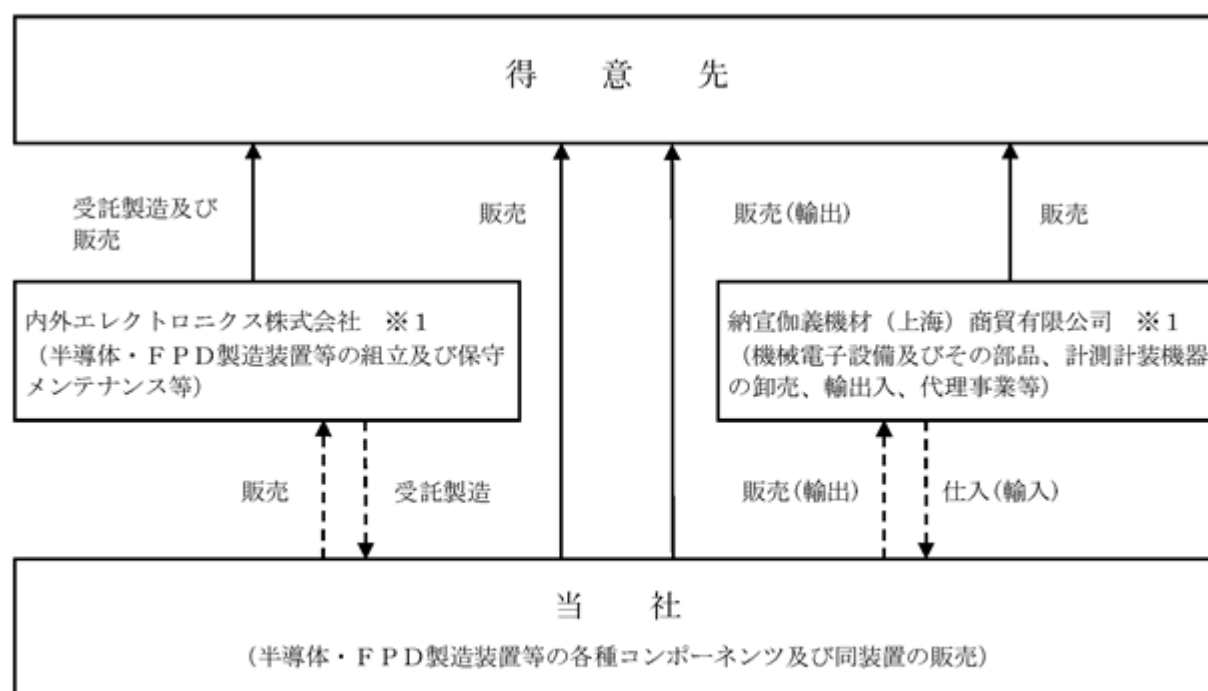 得 意 先
受託製造及び
販売
販売
販売(輸出)
販売
内外エレクトロニクス株式会社 ※1
(半導体・FPD製造装置等の組立及び保守
メンテナンス等)
納宣伽義機材(上海)商貿有限公司 ※1
(機械電子設備及びその部品、計測計装機器
の卸売、輸出入、代理事業等)
販売
受託製造
販売(輸出)
仕入(輸入)
当 社
(半導体・FPD製造装置等の各種コンポーネンツ及び同装置の販売)